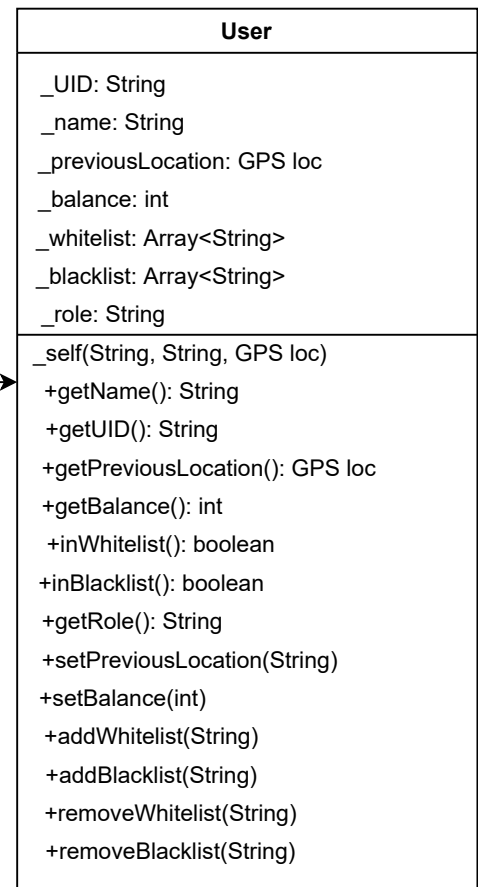 User
_UID: String
_name: String
_previousLocation: GPS loc
_balance: int
_whitelist: Array<String>
_blacklist: Array<String>
_role: String
_self(String, String, GPS loc)
+getName(): String
+getUID(): String
+getPreviousLocation(): GPS loc
+getBalance(): int
+inWhitelist(): boolean
+inBlacklist(): boolean
+getRole(): String
+setPreviousLocation(String)
+setBalance(int)
+addWhitelist(String)
+addBlacklist(String)
+removeWhitelist(String)
+removeBlacklist(String)